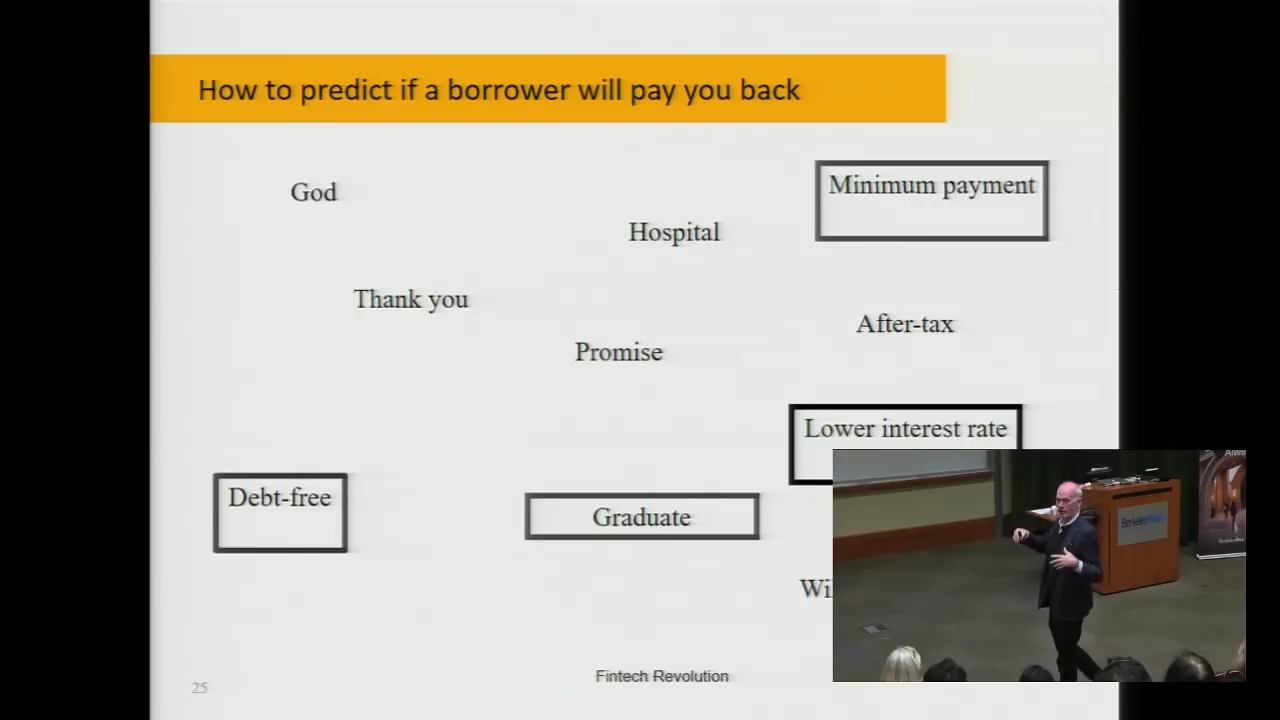 How to predict if a borrower will pay you back
God
Minimum payment
Hospital
Thank you
After-tax
Promise
Lower interest rate
Debt-free
Graduate
Fintech Revolution
25